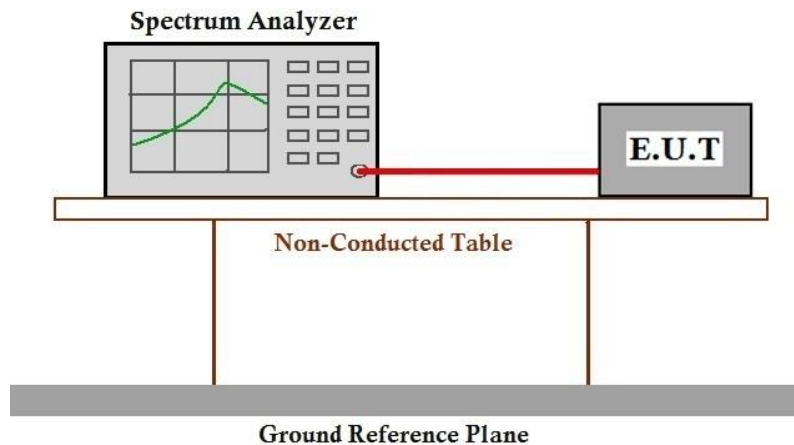 Spectrum Analyzer
E.U.T
Non-Conducted Table
Ground Reference Plane